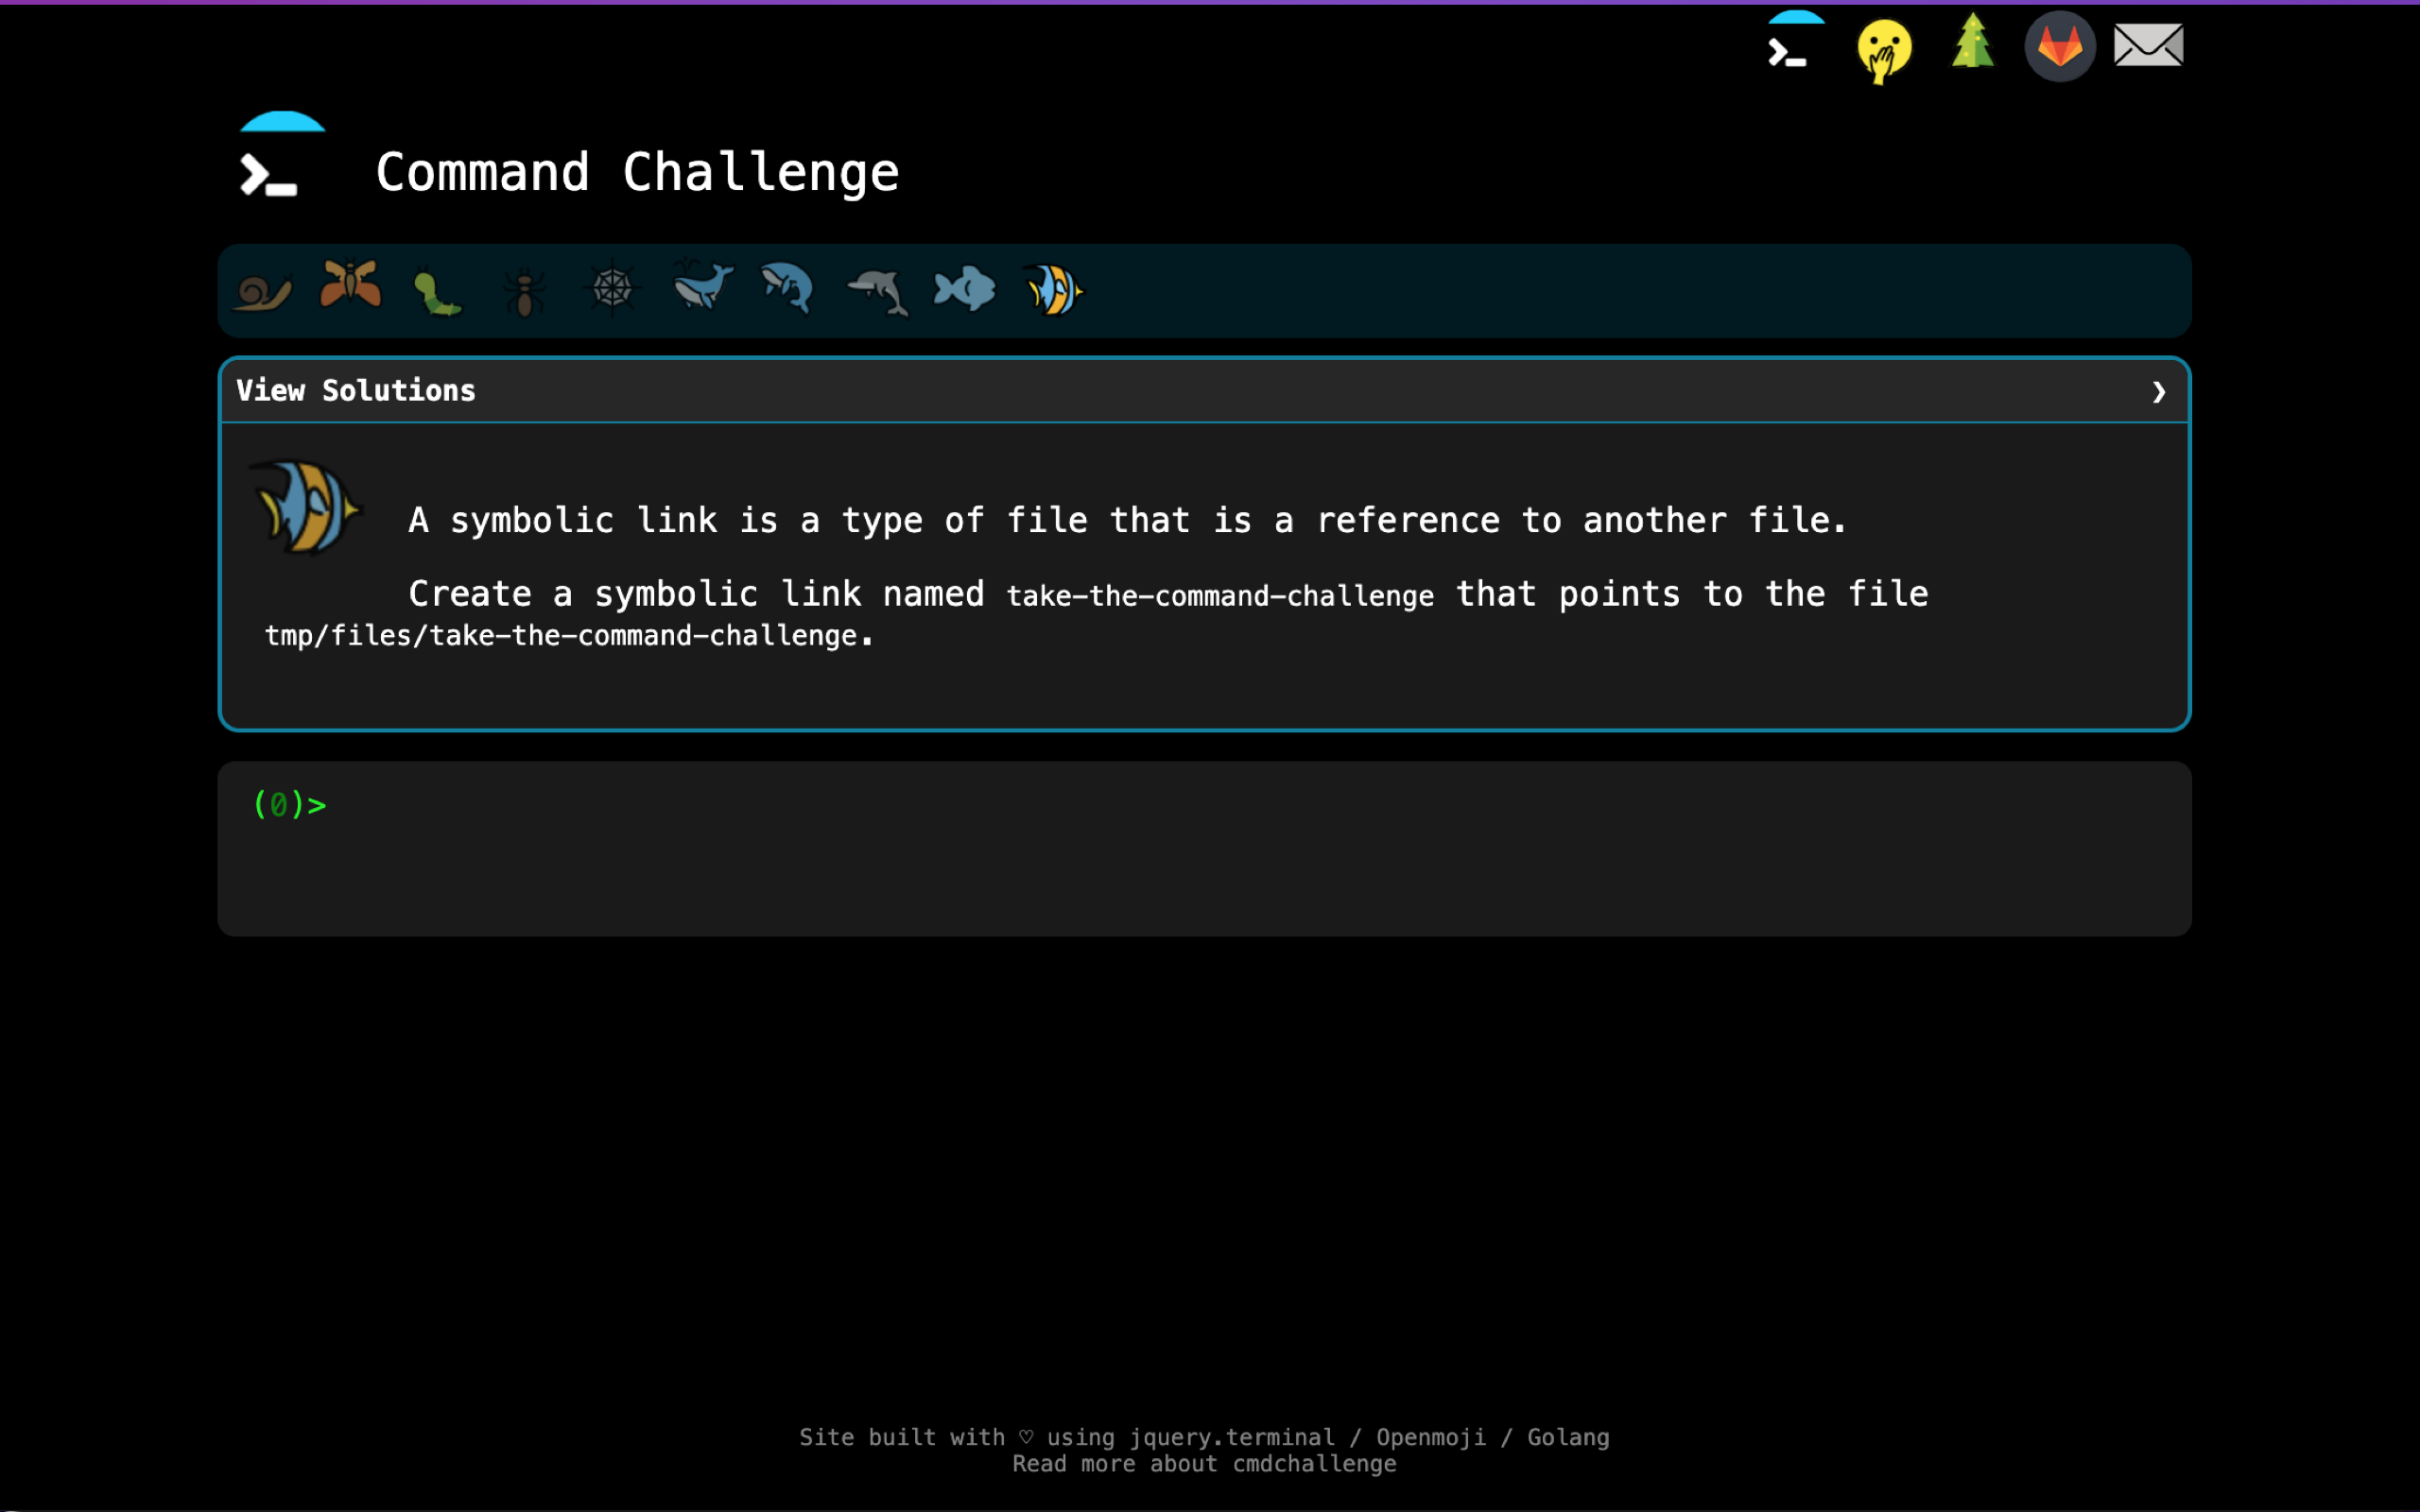 Command Challenge
View Solutions ❯
A symbolic link is a type of file that is a reference to another file.
Create a symbolic link named take-the-command-challenge that points to the file
tmp/files/take-the-command-challenge.
(0)>
Site built with ♡ using jquery.terminal / Openmoji / Golang
Read more about cmdchallenge